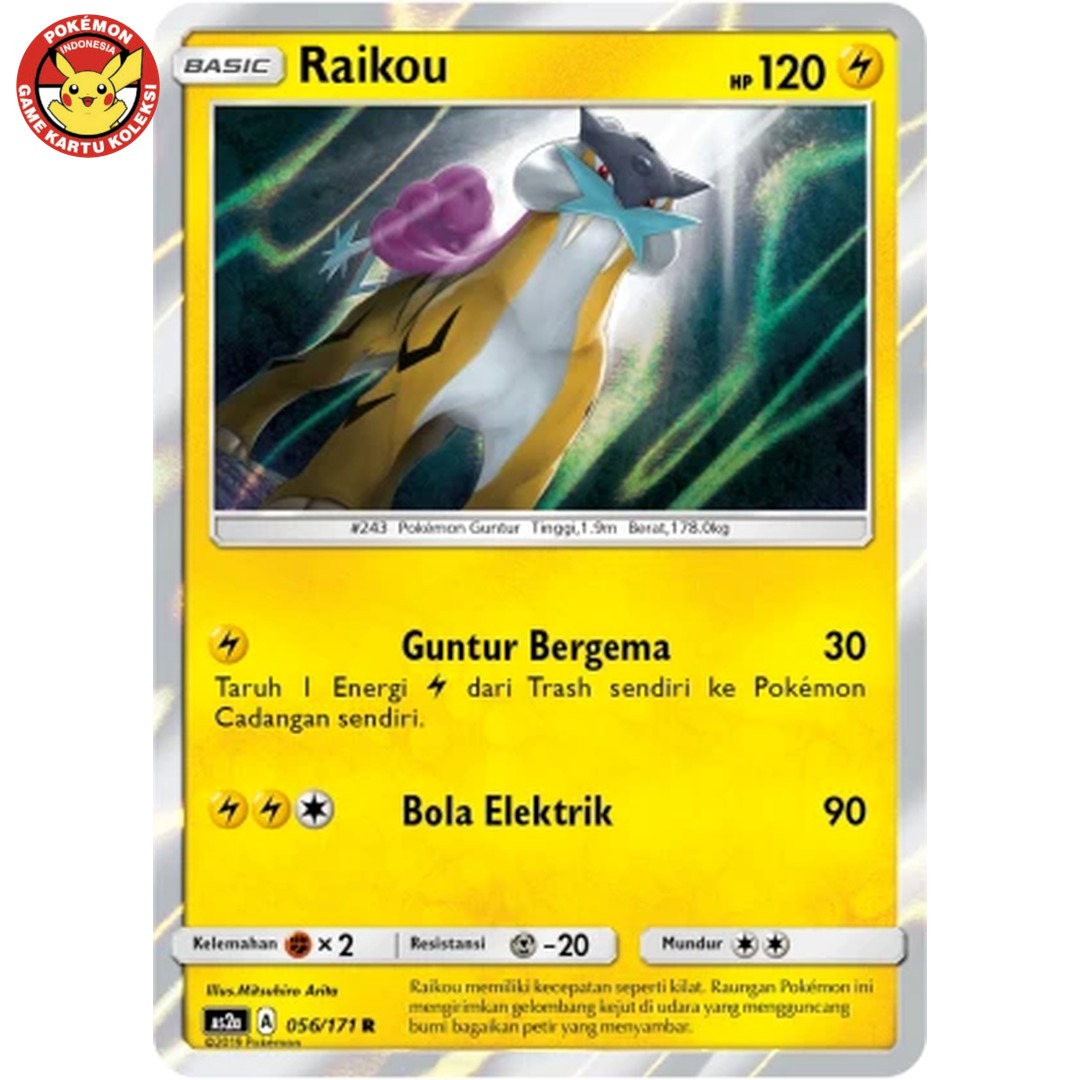 POKÉMON
INDONESIA
GAME KARTU KOLEKSI
BASIC Raikou HP 120
#243 Pokémon Guntur Tinggi,1.9m Berat,178.0kg
Guntur Bergema 30
Taruh 1 Energi dari Trash sendiri ke Pokémon
Cadangan sendiri.
Bola Elektrik 90
Kelemahan ×2 Resistansi -20 Mundur
Illus.Mitsuhiro Arita
Raikou memiliki kecepatan seperti kilat. Raungan Pokémon ini
mengirimkan gelombang kejut di udara yang mengguncang
bumi bagaikan petir yang menyambar.
AS2a A 056/171 R
©2019 Pokémon